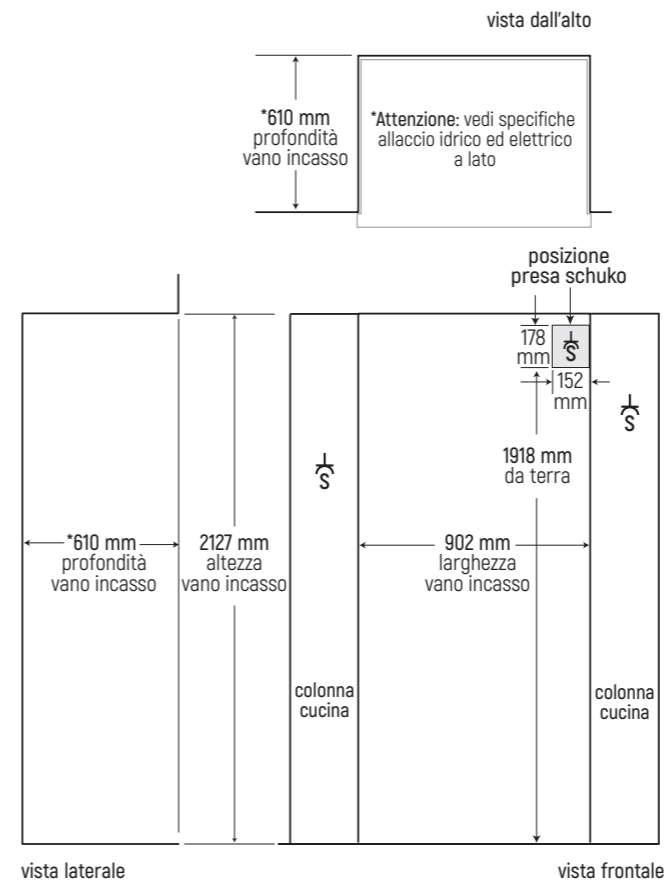 vista dall'alto
*610 mm
profondità
vano incasso
*Attenzione: vedi specifiche
allaccio idrico ed elettrico
a lato
posizione
presa schuko
178
mm
S
152
mm
S
S
1918 mm
da terra
*610 mm
profondità
vano incasso
2127 mm
altezza
vano incasso
902 mm
larghezza
vano incasso
colonna
cucina
colonna
cucina
vista laterale
vista frontale